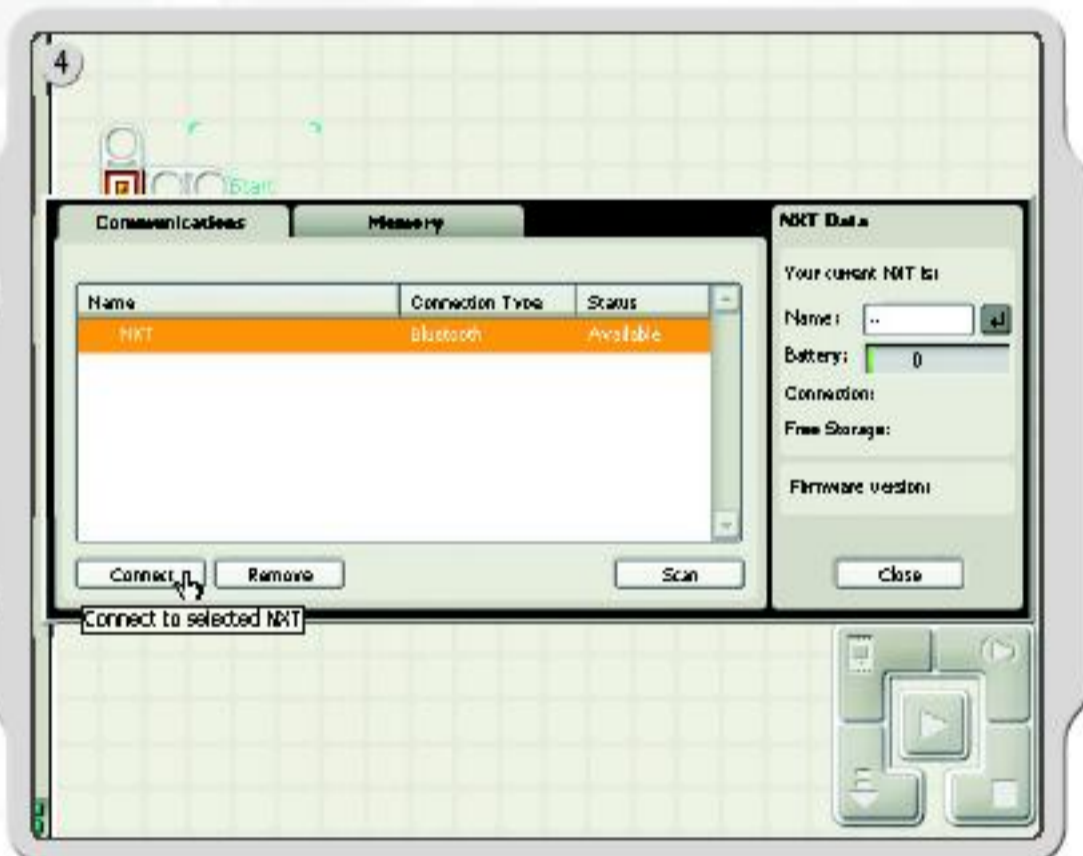 4
Start
Communications
Memory
Name
Connection Type
Status
NXT
Bluetooth
Available
Connect
Remove
Scan
Connect to selected NXT
NXT Data
Your current NXT is:
Name:
--
Battery:
0
Connection:
Free Storage:
Firmware version:
Close